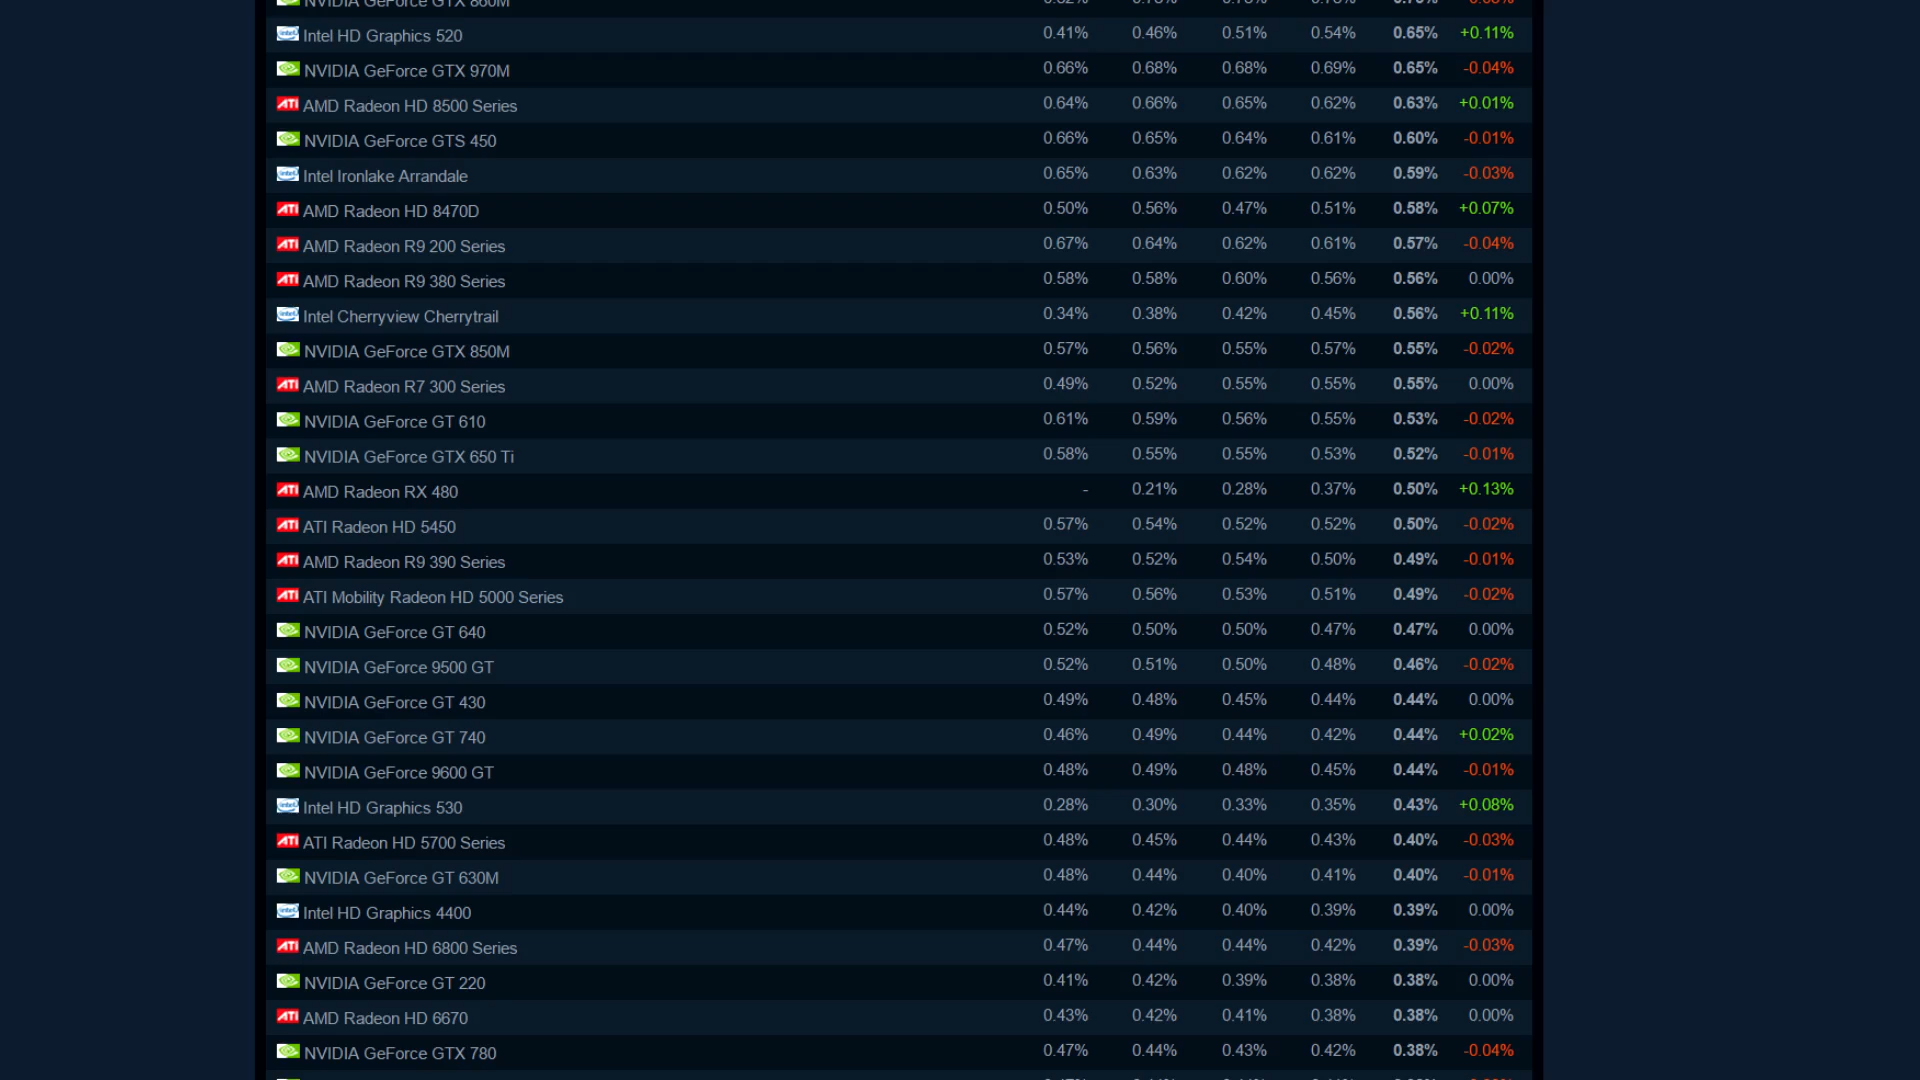 NVIDIA GeForce GTX 860M
Intel HD Graphics 520 0.41% 0.46% 0.51% 0.54% 0.65% +0.11%
NVIDIA GeForce GTX 970M 0.66% 0.68% 0.68% 0.69% 0.65% -0.04%
ATI AMD Radeon HD 8500 Series 0.64% 0.66% 0.65% 0.62% 0.63% +0.01%
NVIDIA GeForce GTS 450 0.66% 0.65% 0.64% 0.61% 0.60% -0.01%
Intel Ironlake Arrandale 0.65% 0.63% 0.62% 0.62% 0.59% -0.03%
ATI AMD Radeon HD 8470D 0.50% 0.56% 0.47% 0.51% 0.58% +0.07%
ATI AMD Radeon R9 200 Series 0.67% 0.64% 0.62% 0.61% 0.57% -0.04%
ATI AMD Radeon R9 380 Series 0.58% 0.58% 0.60% 0.56% 0.56% 0.00%
Intel Cherryview Cherrytrail 0.34% 0.38% 0.42% 0.45% 0.56% +0.11%
NVIDIA GeForce GTX 850M 0.57% 0.56% 0.55% 0.57% 0.55% -0.02%
ATI AMD Radeon R7 300 Series 0.49% 0.52% 0.55% 0.55% 0.55% 0.00%
NVIDIA GeForce GT 610 0.61% 0.59% 0.56% 0.55% 0.53% -0.02%
NVIDIA GeForce GTX 650 Ti 0.58% 0.55% 0.55% 0.53% 0.52% -0.01%
ATI AMD Radeon RX 480 - 0.21% 0.28% 0.37% 0.50% +0.13%
ATI ATI Radeon HD 5450 0.57% 0.54% 0.52% 0.52% 0.50% -0.02%
ATI AMD Radeon R9 390 Series 0.53% 0.52% 0.54% 0.50% 0.49% -0.01%
ATI ATI Mobility Radeon HD 5000 Series 0.57% 0.56% 0.53% 0.51% 0.49% -0.02%
NVIDIA GeForce GT 640 0.52% 0.50% 0.50% 0.47% 0.47% 0.00%
NVIDIA GeForce 9500 GT 0.52% 0.51% 0.50% 0.48% 0.46% -0.02%
NVIDIA GeForce GT 430 0.49% 0.48% 0.45% 0.44% 0.44% 0.00%
NVIDIA GeForce GT 740 0.46% 0.49% 0.44% 0.42% 0.44% +0.02%
NVIDIA GeForce 9600 GT 0.48% 0.49% 0.48% 0.45% 0.44% -0.01%
Intel HD Graphics 530 0.28% 0.30% 0.33% 0.35% 0.43% +0.08%
ATI ATI Radeon HD 5700 Series 0.48% 0.45% 0.44% 0.43% 0.40% -0.03%
NVIDIA GeForce GT 630M 0.48% 0.44% 0.40% 0.41% 0.40% -0.01%
Intel HD Graphics 4400 0.44% 0.42% 0.40% 0.39% 0.39% 0.00%
ATI AMD Radeon HD 6800 Series 0.47% 0.44% 0.44% 0.42% 0.39% -0.03%
NVIDIA GeForce GT 220 0.41% 0.42% 0.39% 0.38% 0.38% 0.00%
ATI AMD Radeon HD 6670 0.43% 0.42% 0.41% 0.38% 0.38% 0.00%
NVIDIA GeForce GTX 780 0.47% 0.44% 0.43% 0.42% 0.38% -0.04%